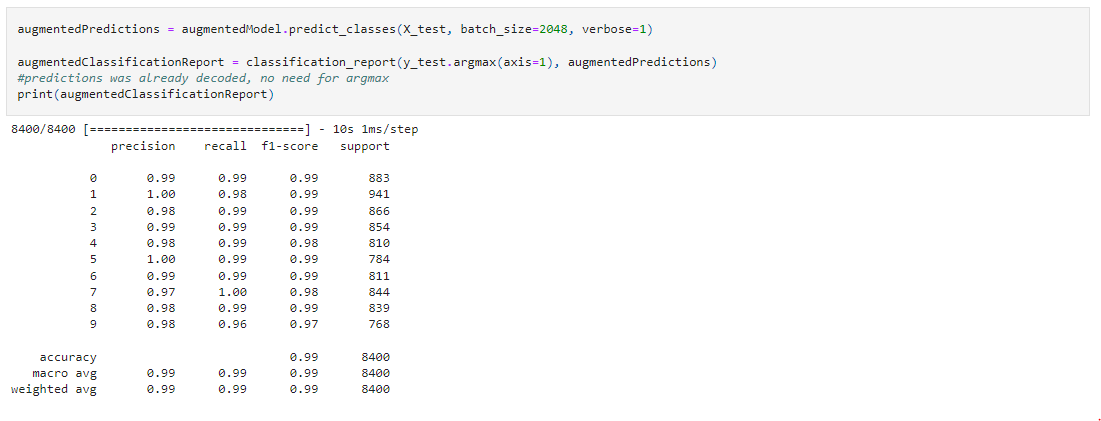 augmentedPredictions = augmentedModel.predict_classes(X_test, batch_size=2048, verbose=1)
augmentedClassificationReport = classification_report(y_test.argmax(axis=1), augmentedPredictions)
#predictions was already decoded, no need for argmax
print(augmentedClassificationReport)
8400/8400 [==============================] - 10s 1ms/step
precision recall f1-score support
0 0.99 0.99 0.99 883
1 1.00 0.98 0.99 941
2 0.98 0.99 0.99 866
3 0.99 0.99 0.99 854
4 0.98 0.99 0.98 810
5 1.00 0.99 0.99 784
6 0.99 0.99 0.99 811
7 0.97 1.00 0.98 844
8 0.98 0.99 0.99 839
9 0.98 0.96 0.97 768
accuracy 0.99 8400
macro avg 0.99 0.99 0.99 8400
weighted avg 0.99 0.99 0.99 8400